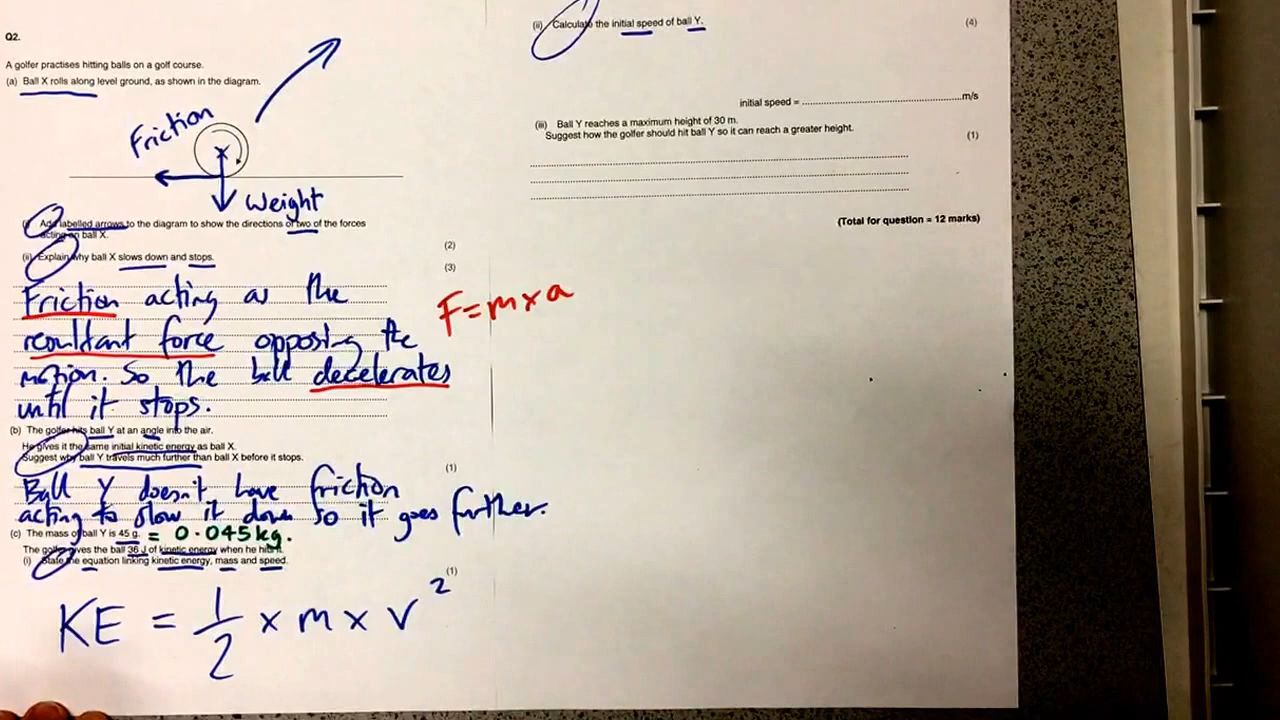 Q2.
A golfer practises hitting balls on a golf course.
(a) Ball X rolls along level ground, as shown in the diagram.
Friction
x
Weight
(i) Add labelled arrows to the diagram to show the directions of two of the forces
acting on ball X.
(2)
(ii) Explain why ball X slows down and stops.
(3)
Friction acting as the
resultant force opposing the
motion. So the ball decelerates
until it stops.
F=m×a
(b) The golfer hits ball Y at an angle into the air.
He gives it the same initial kinetic energy as ball X.
Suggest why ball Y travels much further than ball X before it stops.
(1)
Ball Y doesn't have friction
acting to slow it down so it goes further.
(c) The mass of ball Y is 45 g. = 0.045kg.
The golfer gives the ball 36 J of kinetic energy when he hits it.
(i) State the equation linking kinetic energy, mass and speed.
(1)
KE = 1/2 × m × v²
(ii) Calculate the initial speed of ball Y.
(4)
initial speed = ........................................ m/s
(iii) Ball Y reaches a maximum height of 30 m.
Suggest how the golfer should hit ball Y so it can reach a greater height.
(1)
(Total for question = 12 marks)